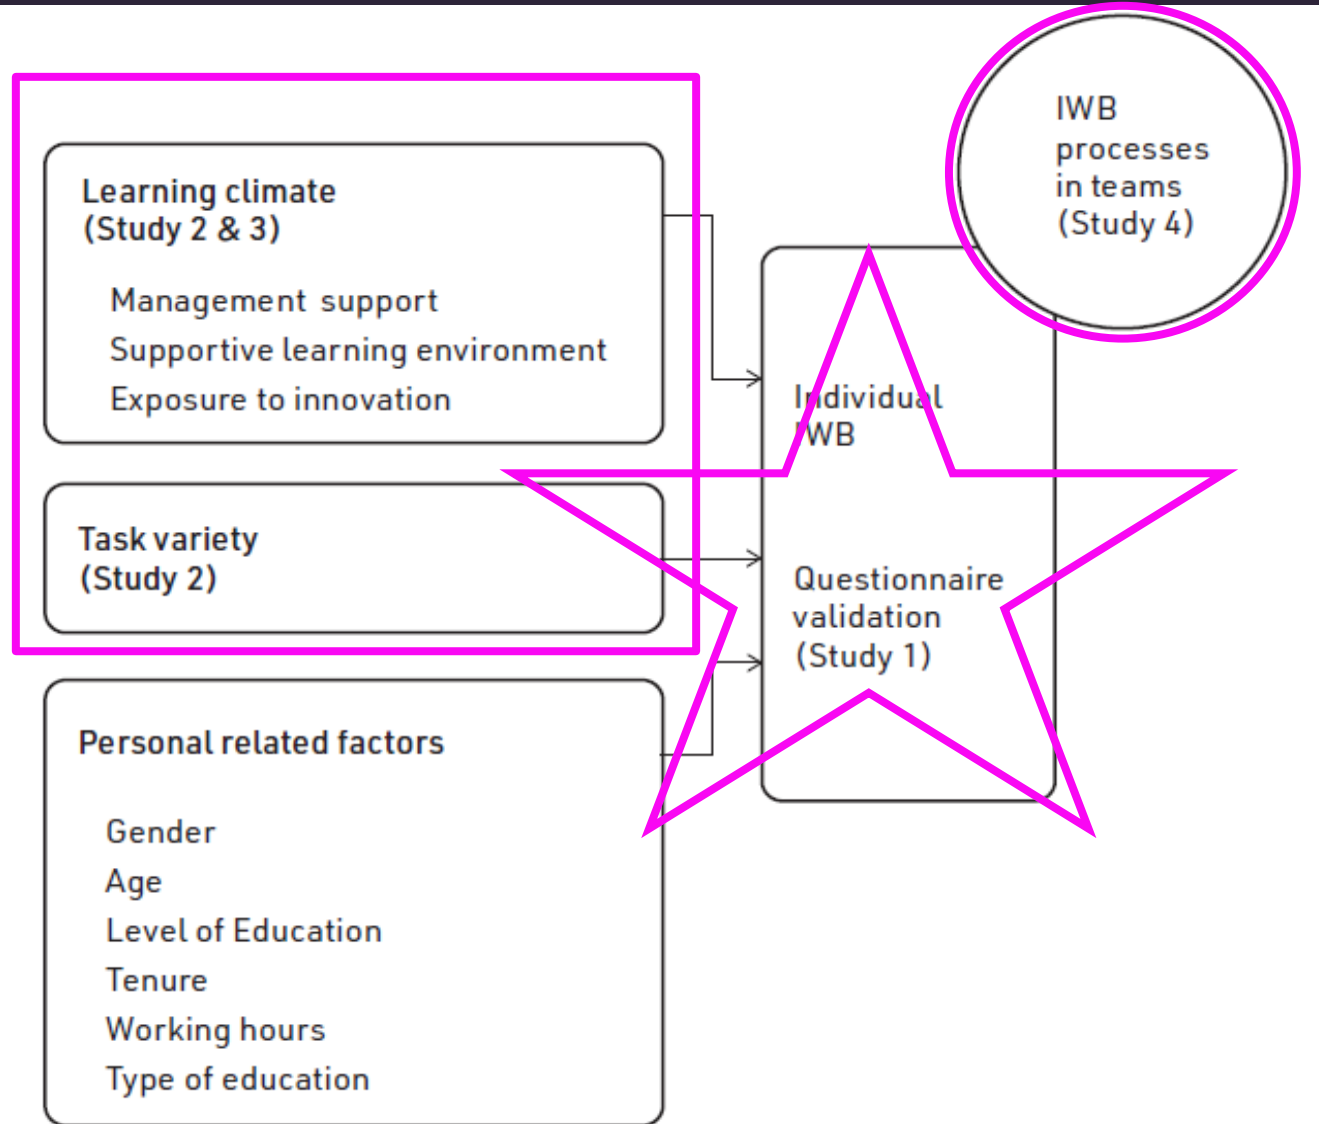 Learning climate
(Study 2 & 3)
Management support
Supportive learning environment
Exposure to innovation
Task variety
(Study 2)
Personal related factors
Gender
Age
Level of Education
Tenure
Working hours
Type of education
Individual
IWB
Questionnaire
validation
(Study 1)
IWB
processes
in teams
(Study 4)